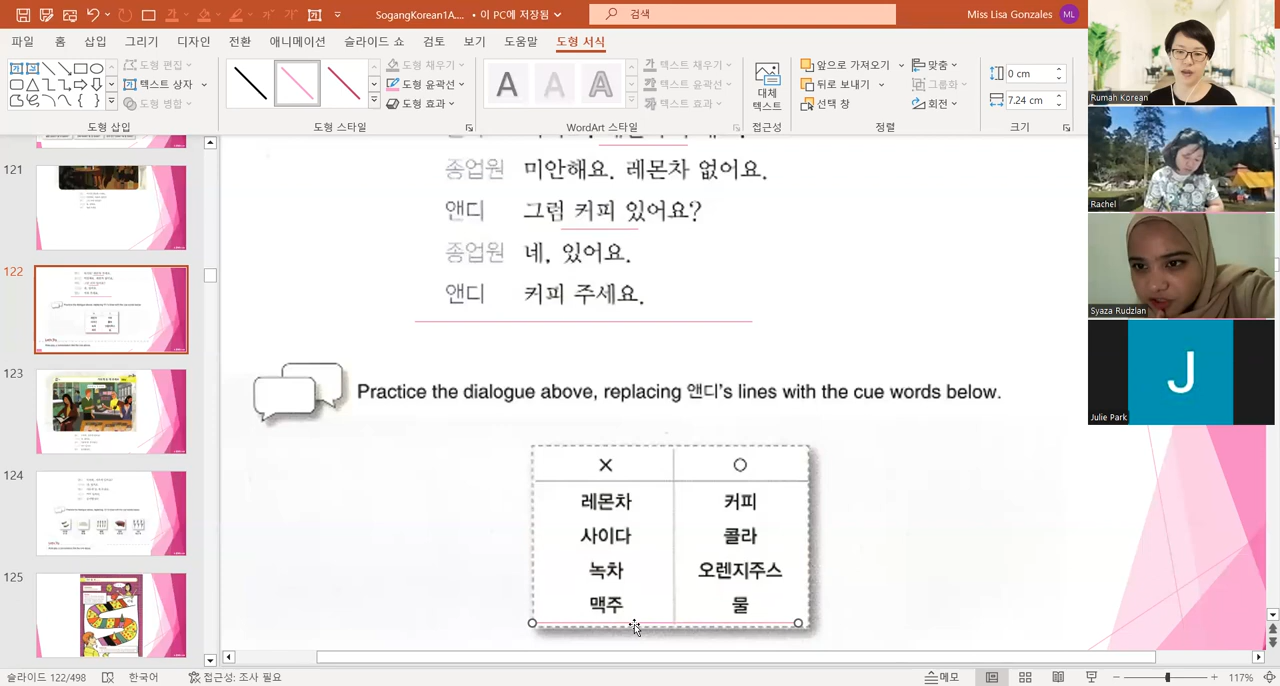 SogangKorean1A.... • 이 PC에 저장됨
검색
Miss Lisa Gonzales ML
파일 홈 삽입 그리기 디자인 전환 애니메이션 슬라이드 쇼 검토 보기 도움말 도형 서식
도형 편집
텍스트 상자
도형 병합
도형 삽입
도형 채우기
도형 윤곽선
도형 효과
도형 스타일
A A A
텍스트 채우기
텍스트 윤곽선
텍스트 효과
WordArt 스타일
대체
텍스트
접근성
앞으로 가져오기
뒤로 보내기
선택 창
맞춤
그룹화
회전
정렬
0 cm
7.24 cm
크기
Rumah Korean
Rachel
Syaza Rudzlan
J
Julie Park
121
122
123
124
125
종업원 미안해요. 레몬차 없어요.
앤디 그럼 커피 있어요?
종업원 네, 있어요.
앤디 커피 주세요.
Practice the dialogue above, replacing 앤디's lines with the cue words below.
× ○
레몬차 커피
사이다 콜라
녹차 오렌지주스
맥주 물
슬라이드 122/498 한국어 접근성: 조사 필요
메모
117%